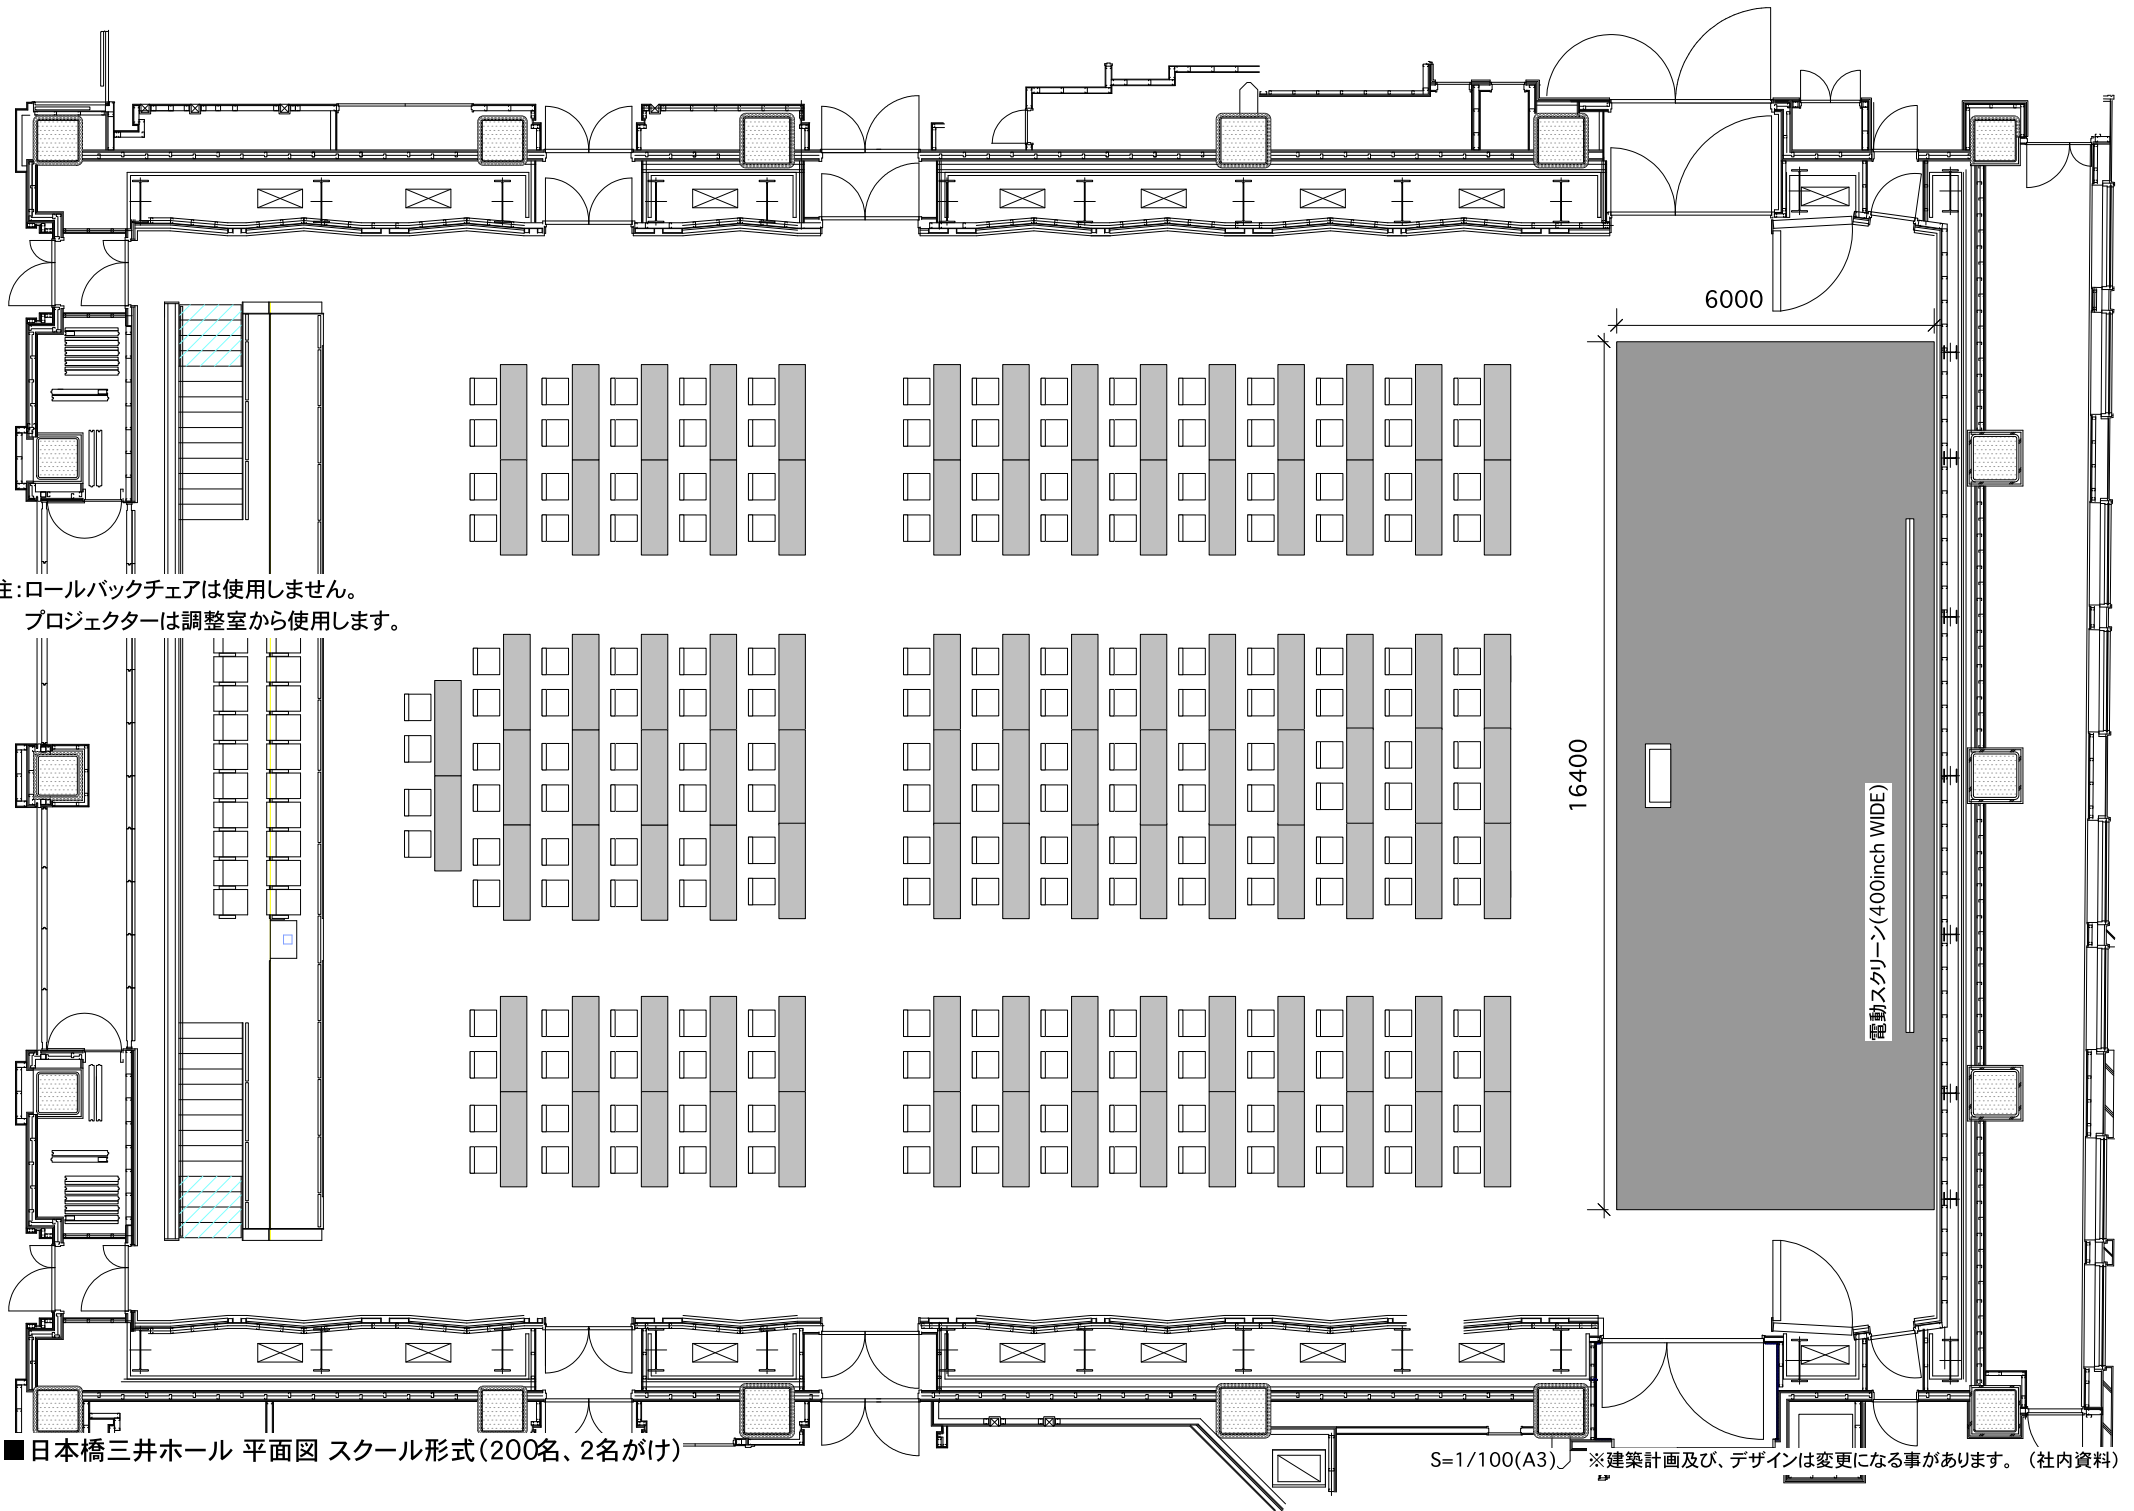 6000
注：ロールバックチェアは使用しません。
プロジェクターは調整室から使用します。
16400
電動スクリーン(400inch WIDE)
■日本橋三井ホール 平面図 スクール形式（200名、2名がけ）
S=1/100(A3)
※建築計画及び、デザインは変更になる事があります。（社内資料）